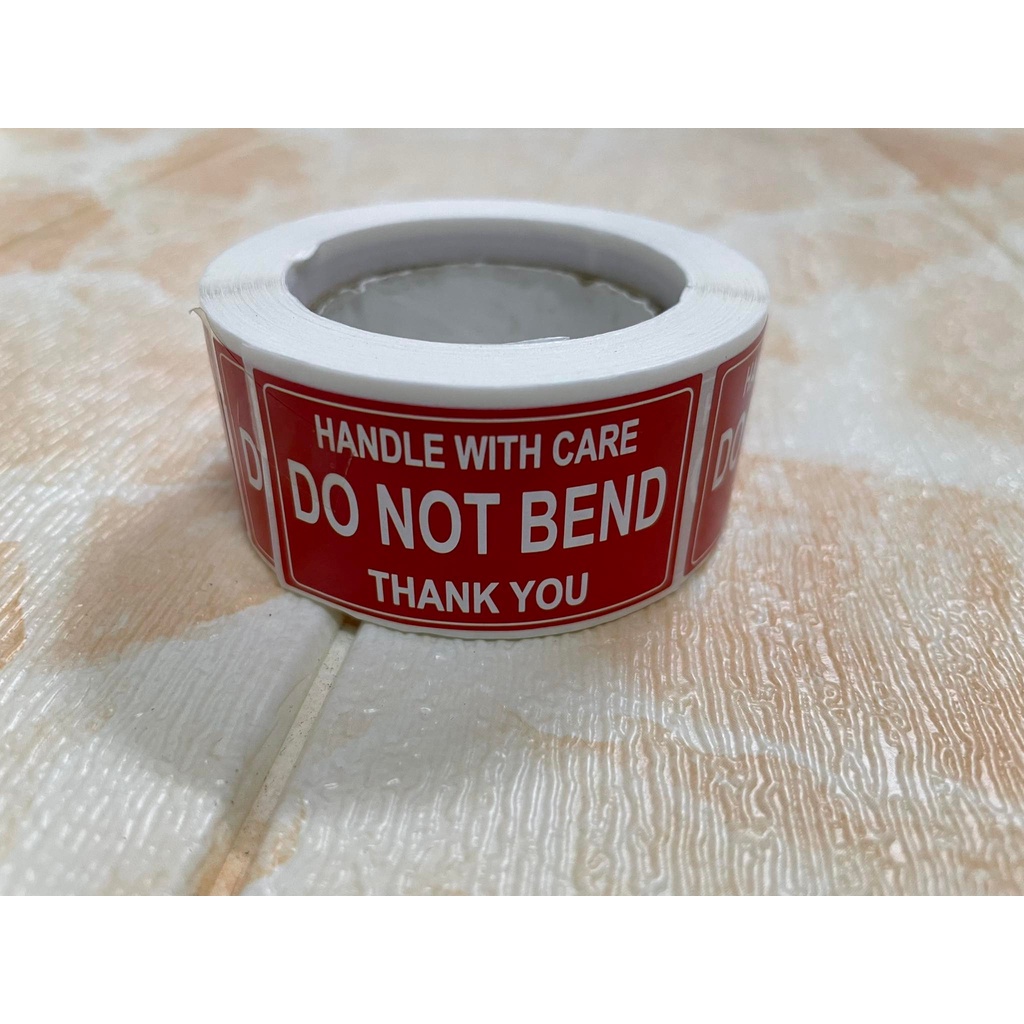 HANDLE WITH CARE
DO NOT BEND
THANK YOU